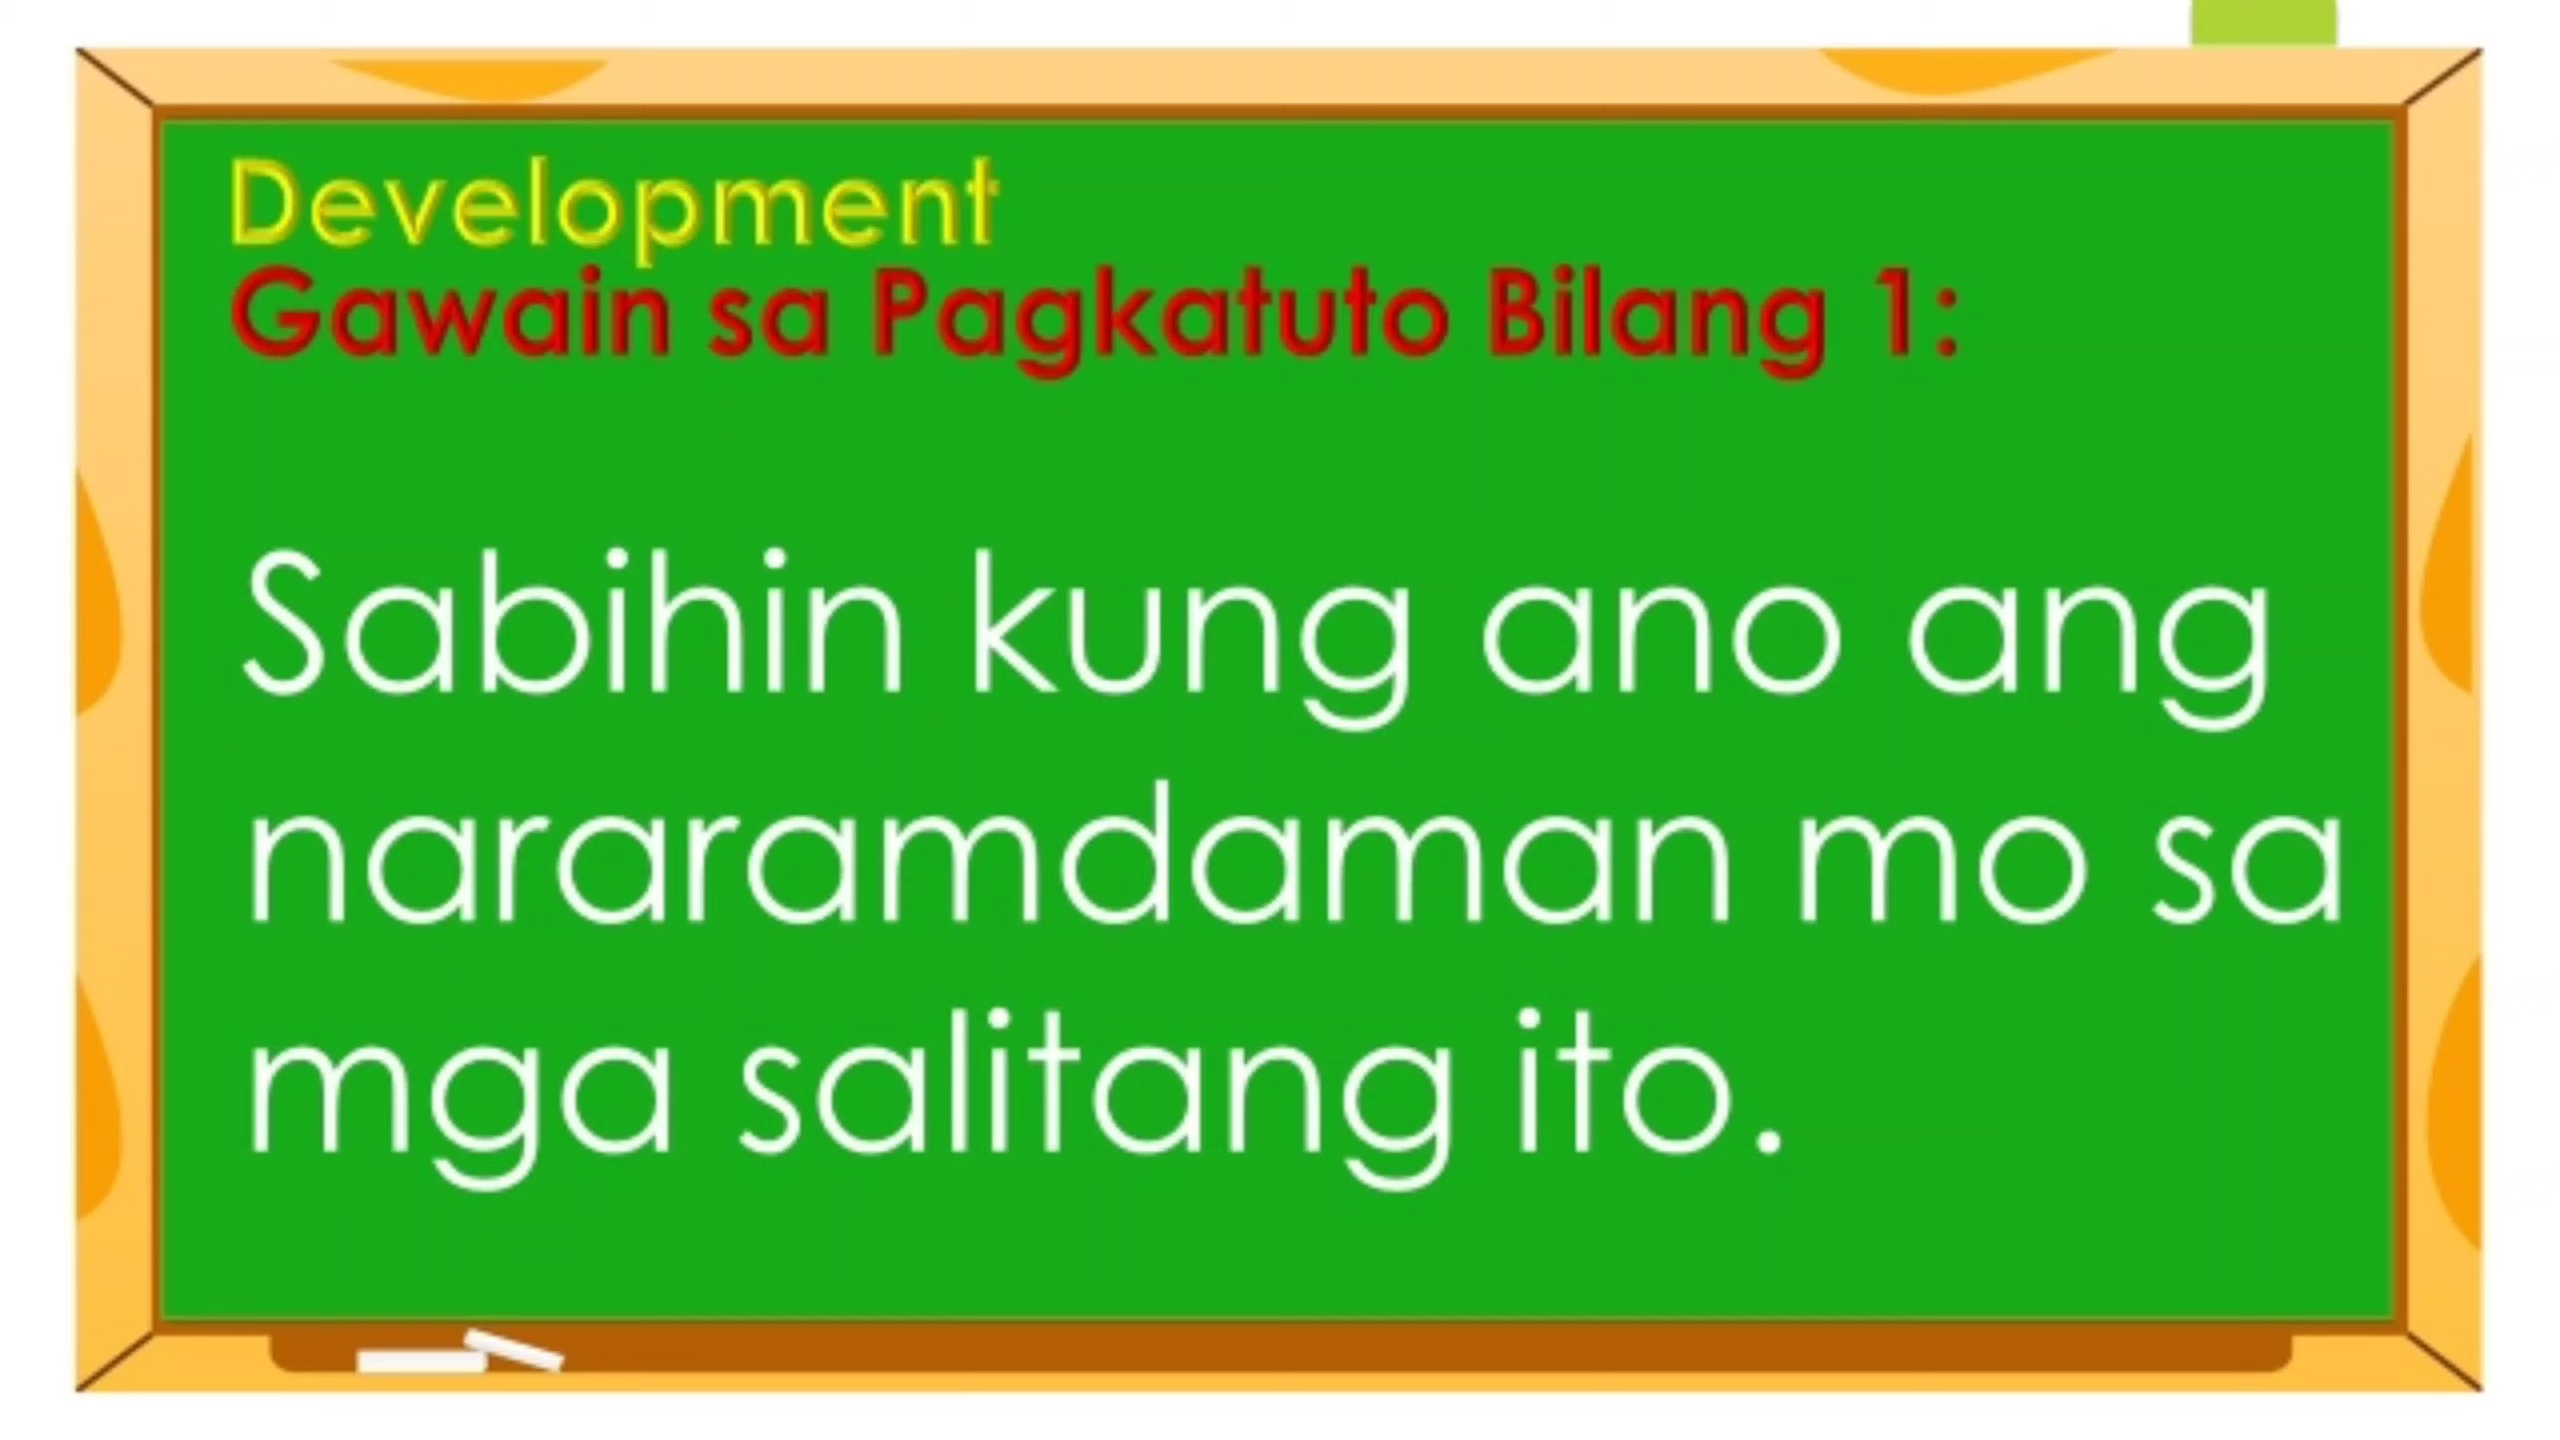 Development
Gawain sa Pagkatuto Bilang 1:
Sabihin kung ano ang
nararamdaman mo sa
mga salitang ito.